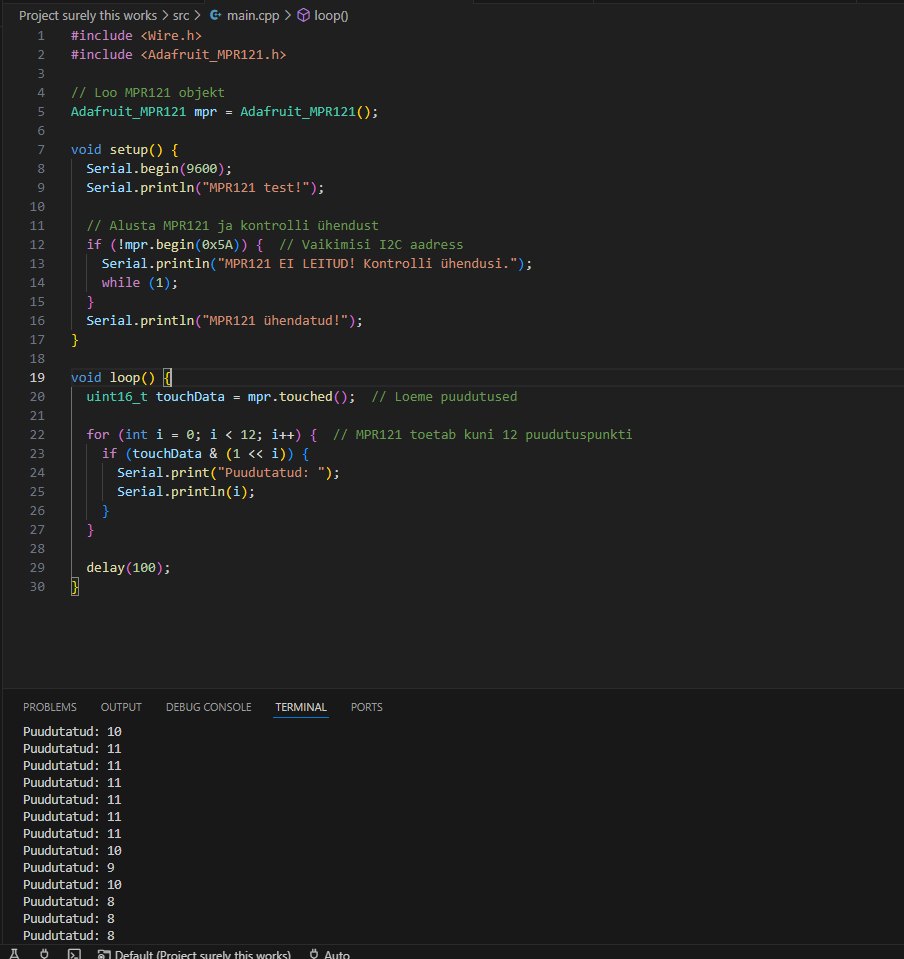 Project surely this works > src > main.cpp > loop()
1 #include <Wire.h>
2 #include <Adafruit_MPR121.h>
3
4 // Loo MPR121 objekt
5 Adafruit_MPR121 mpr = Adafruit_MPR121();
6
7 void setup() {
8 Serial.begin(9600);
9 Serial.println("MPR121 test!");
10
11 // Alusta MPR121 ja kontrolli ühendust
12 if (!mpr.begin(0x5A)) { // Vaikimisi I2C aadress
13 Serial.println("MPR121 EI LEITUD! Kontrolli ühendusi.");
14 while (1);
15 }
16 Serial.println("MPR121 ühendatud!");
17 }
18
19 void loop() {
20 uint16_t touchData = mpr.touched(); // Loeme puudutused
21
22 for (int i = 0; i < 12; i++) { // MPR121 toetab kuni 12 puudutuspunkti
23 if (touchData & (1 << i)) {
24 Serial.print("Puudutatud: ");
25 Serial.println(i);
26 }
27 }
28
29 delay(100);
30 }
PROBLEMS OUTPUT DEBUG CONSOLE TERMINAL PORTS
Puudutatud: 10
Puudutatud: 11
Puudutatud: 11
Puudutatud: 11
Puudutatud: 11
Puudutatud: 11
Puudutatud: 11
Puudutatud: 10
Puudutatud: 9
Puudutatud: 10
Puudutatud: 8
Puudutatud: 8
Puudutatud: 8
Default (Project surely this works) Auto